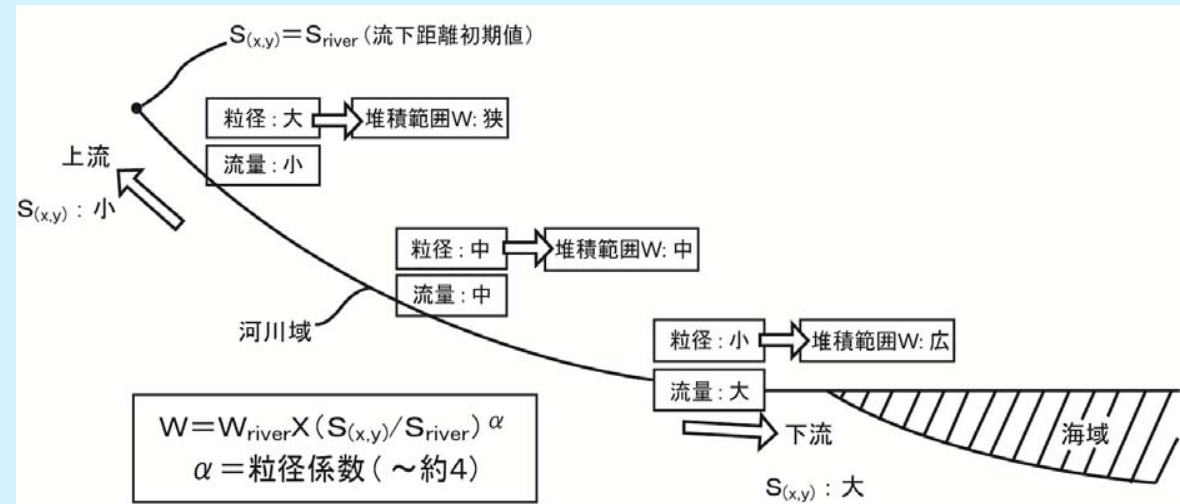 S(x,y)=Sriver(流下距離初期値)
粒径:大
堆積範囲W:狭
流量:小
上流
S(x,y):小
粒径:中
堆積範囲W:中
流量:中
河川域
粒径:小
堆積範囲W:広
流量:大
下流
海域
S(x,y):大
W=WriverX(S(x,y)/Sriver)α
α=粒径係数(~約4)